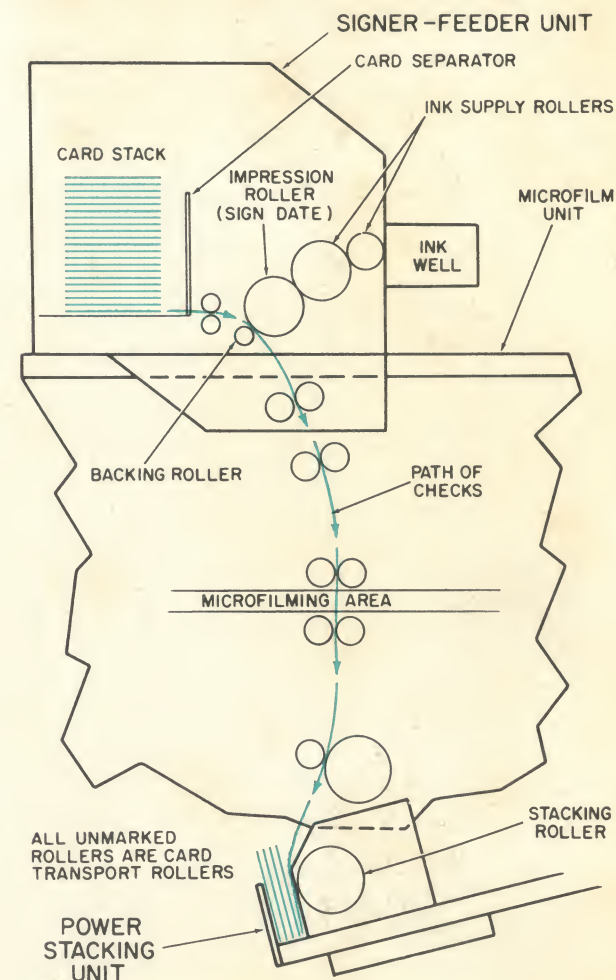 SIGNER-FEEDER UNIT
CARD SEPARATOR
INK SUPPLY ROLLERS
CARD STACK
IMPRESSION
ROLLER
(SIGN DATE)
MICROFILM
UNIT
INK
WELL
BACKING ROLLER
PATH OF
CHECKS
MICROFILMING AREA
STACKING
ROLLER
ALL UNMARKED
ROLLERS ARE CARD
TRANSPORT ROLLERS
POWER
STACKING
UNIT